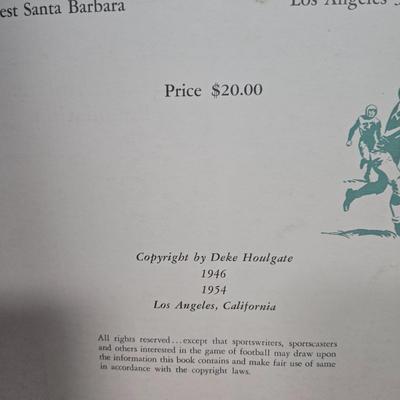 est Santa Barbara
Los Angeles
Price $20.00
Copyright by Deke Houlgate
1946
1954
Los Angeles, California
All rights reserved...except that sportswriters, sportscasters
and others interested in the game of football may draw upon
the information this book contains and make fair use of same
in accordance with the copyright laws.